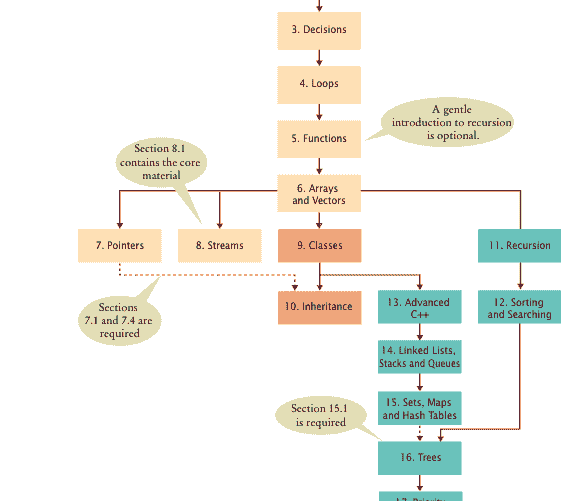 3. Decisions
4. Loops
A gentle
introduction to recursion
is optional.
5. Functions
Section 8.1
contains the core
material
6. Arrays
and Vectors
7. Pointers
8. Streams
9. Classes
11. Recursion
Sections
7.1 and 7.4 are
required
10. Inheritance
13. Advanced
C++
12. Sorting
and Searching
14. Linked Lists,
Stacks and Queues
15. Sets, Maps
and Hash Tables
Section 15.1
is required
16. Trees
17. Priority